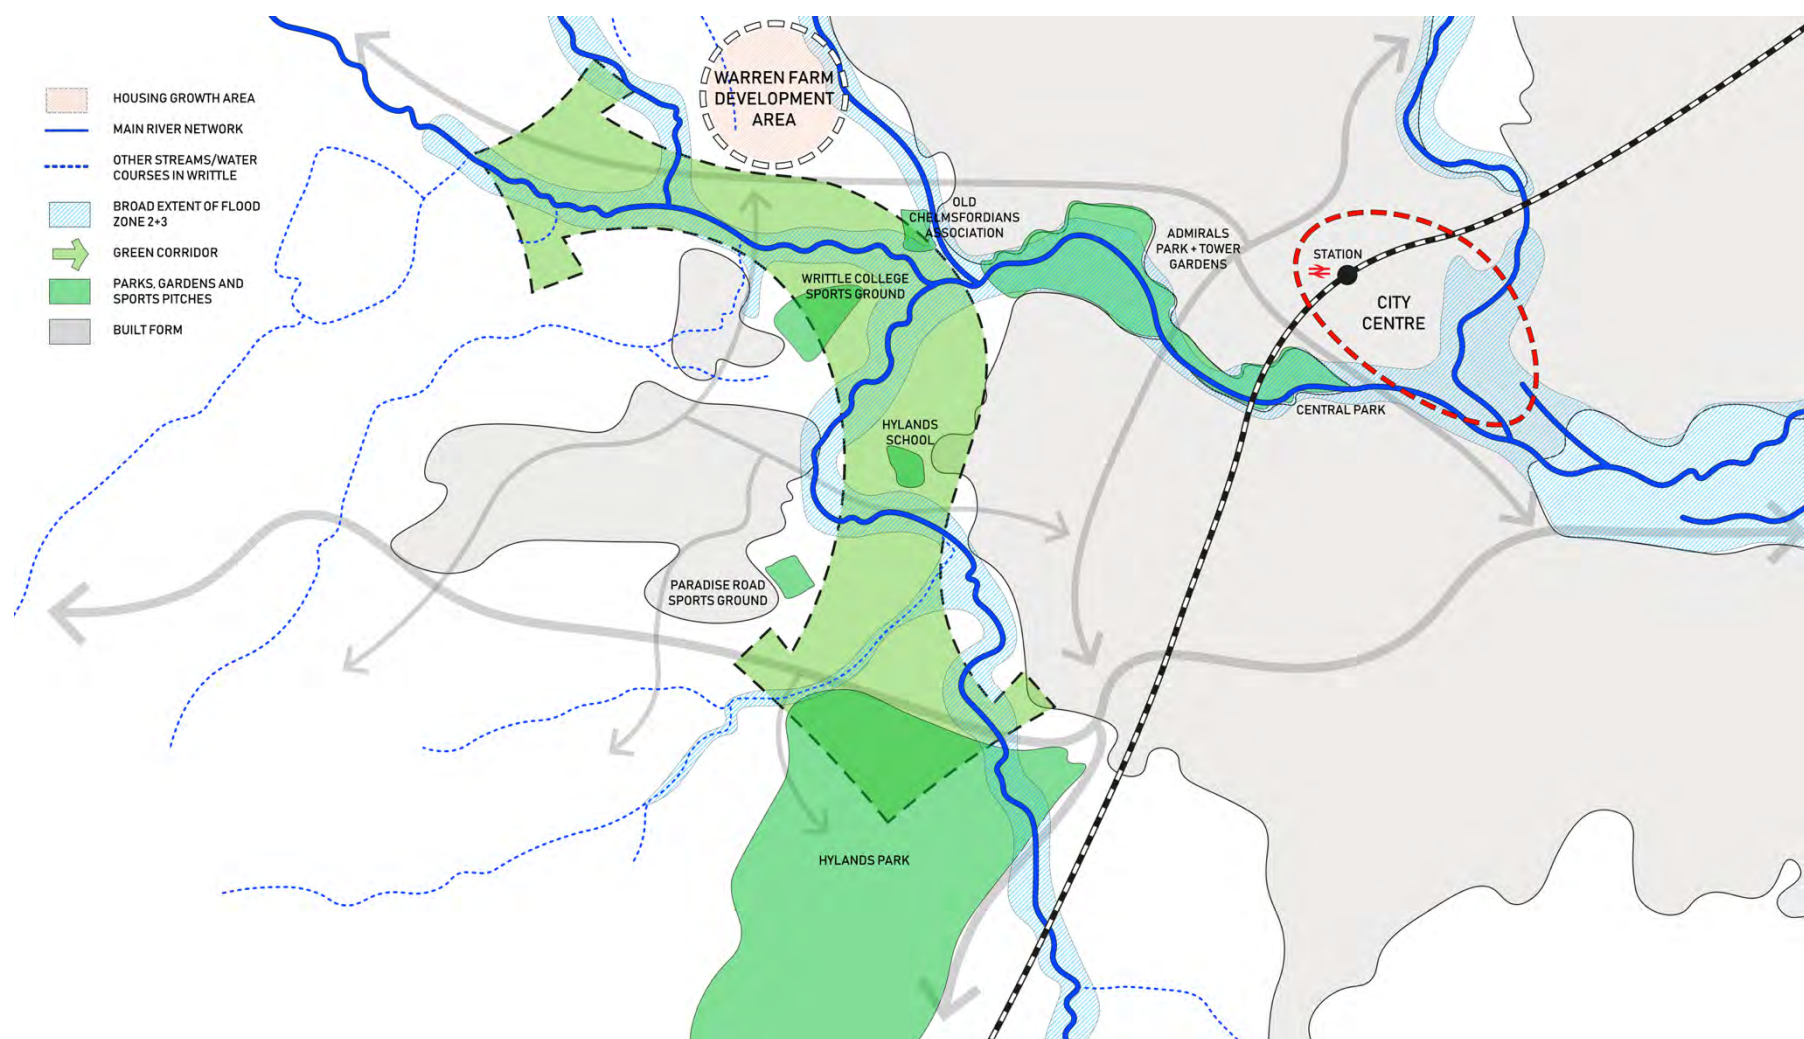 HOUSING GROWTH AREA
MAIN RIVER NETWORK
OTHER STREAMS/WATER
COURSES IN WRITTLE
BROAD EXTENT OF FLOOD
ZONE 2+3
GREEN CORRIDOR
PARKS, GARDENS AND
SPORTS PITCHES
BUILT FORM
WARREN FARM
DEVELOPMENT
AREA
OLD
CHELMSFORDIANS
ASSOCIATION
ADMIRALS
PARK + TOWER
GARDENS
STATION
CITY
CENTRE
WRITTLE COLLEGE
SPORTS GROUND
CENTRAL PARK
HYLANDS
SCHOOL
PARADISE ROAD
SPORTS GROUND
HYLANDS PARK